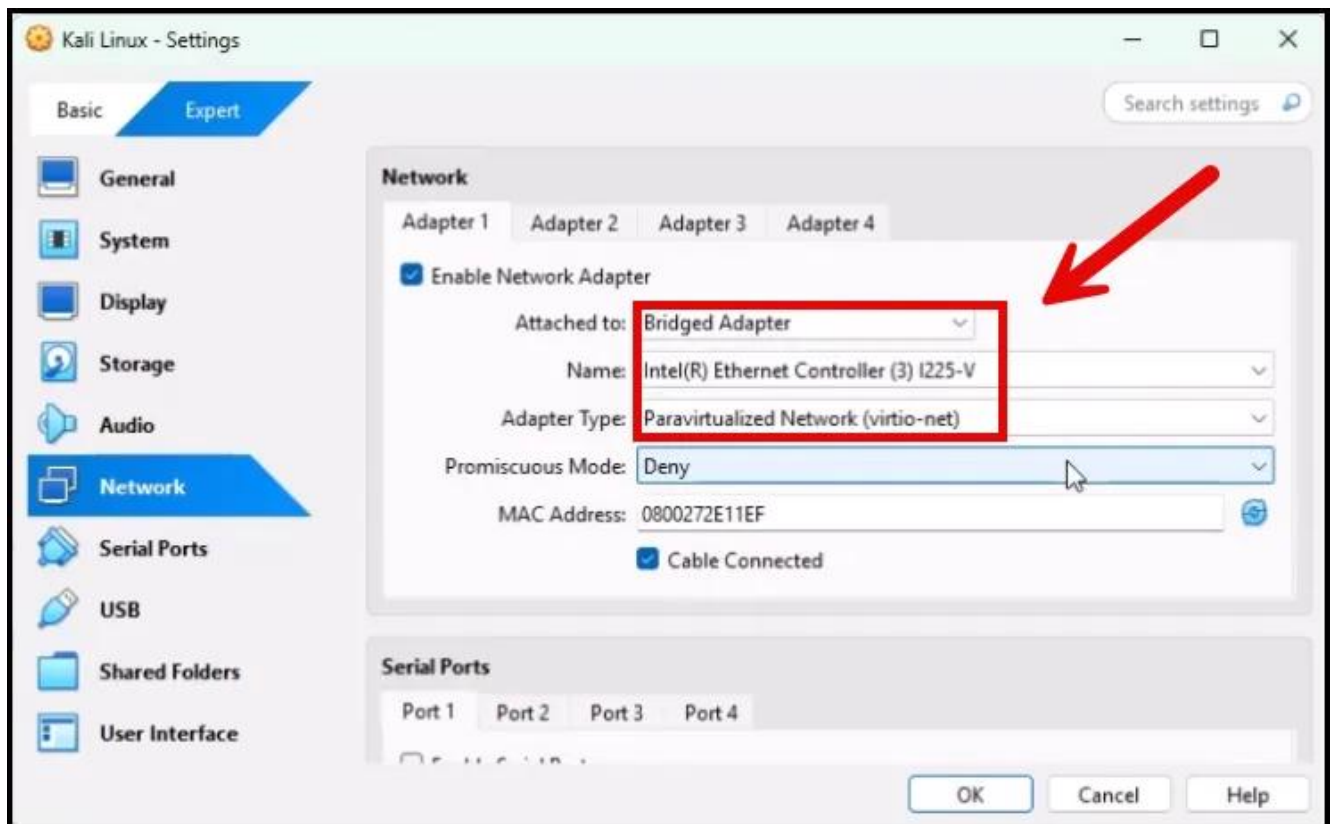 Kali Linux - Settings
Basic
Expert
Search settings
General
System
Display
Storage
Audio
Network
Serial Ports
USB
Shared Folders
User Interface
Network
Adapter 1 Adapter 2 Adapter 3 Adapter 4
Enable Network Adapter
Attached to: Bridged Adapter
Name: Intel(R) Ethernet Controller (3) I225-V
Adapter Type: Paravirtualized Network (virtio-net)
Promiscuous Mode: Deny
MAC Address: 0800272E11EF
Cable Connected
Serial Ports
Port 1 Port 2 Port 3 Port 4
OK Cancel Help